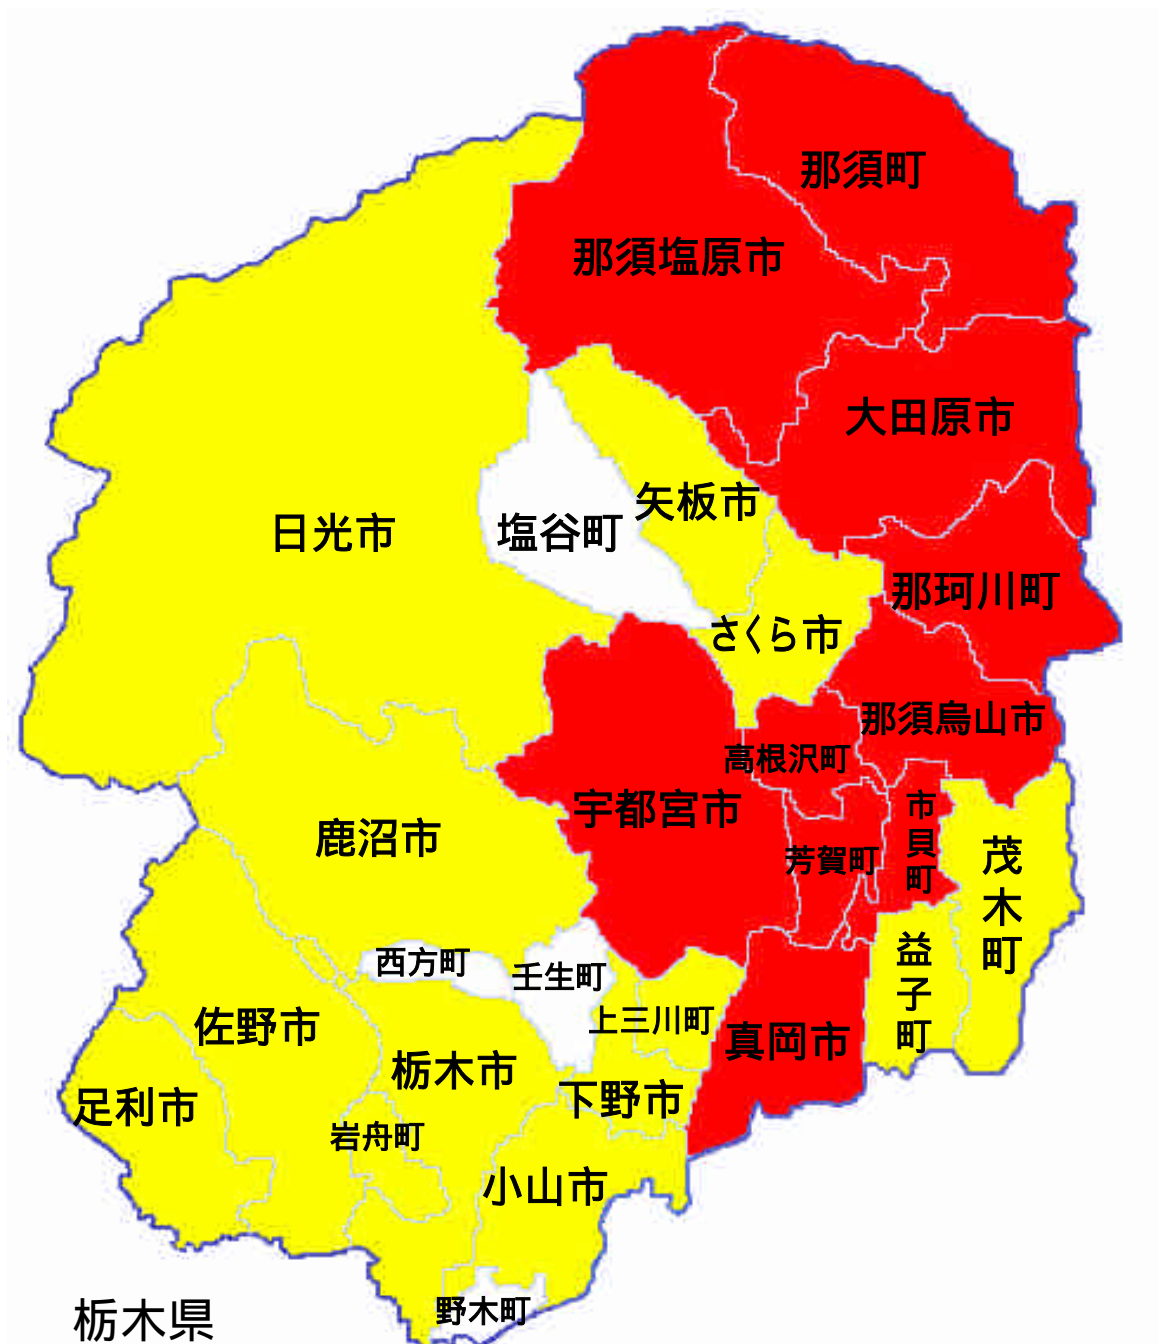 那須町
那須塩原市
大田原市
矢板市
日光市
塩谷町
那珂川町
さくら市
那須烏山市
高根沢町
宇都宮市
市貝町
鹿沼市
芳賀町
茂木町
益子町
西方町
壬生町
上三川町
佐野市
真岡市
栃木市
下野市
足利市
岩舟町
小山市
野木町
栃木県